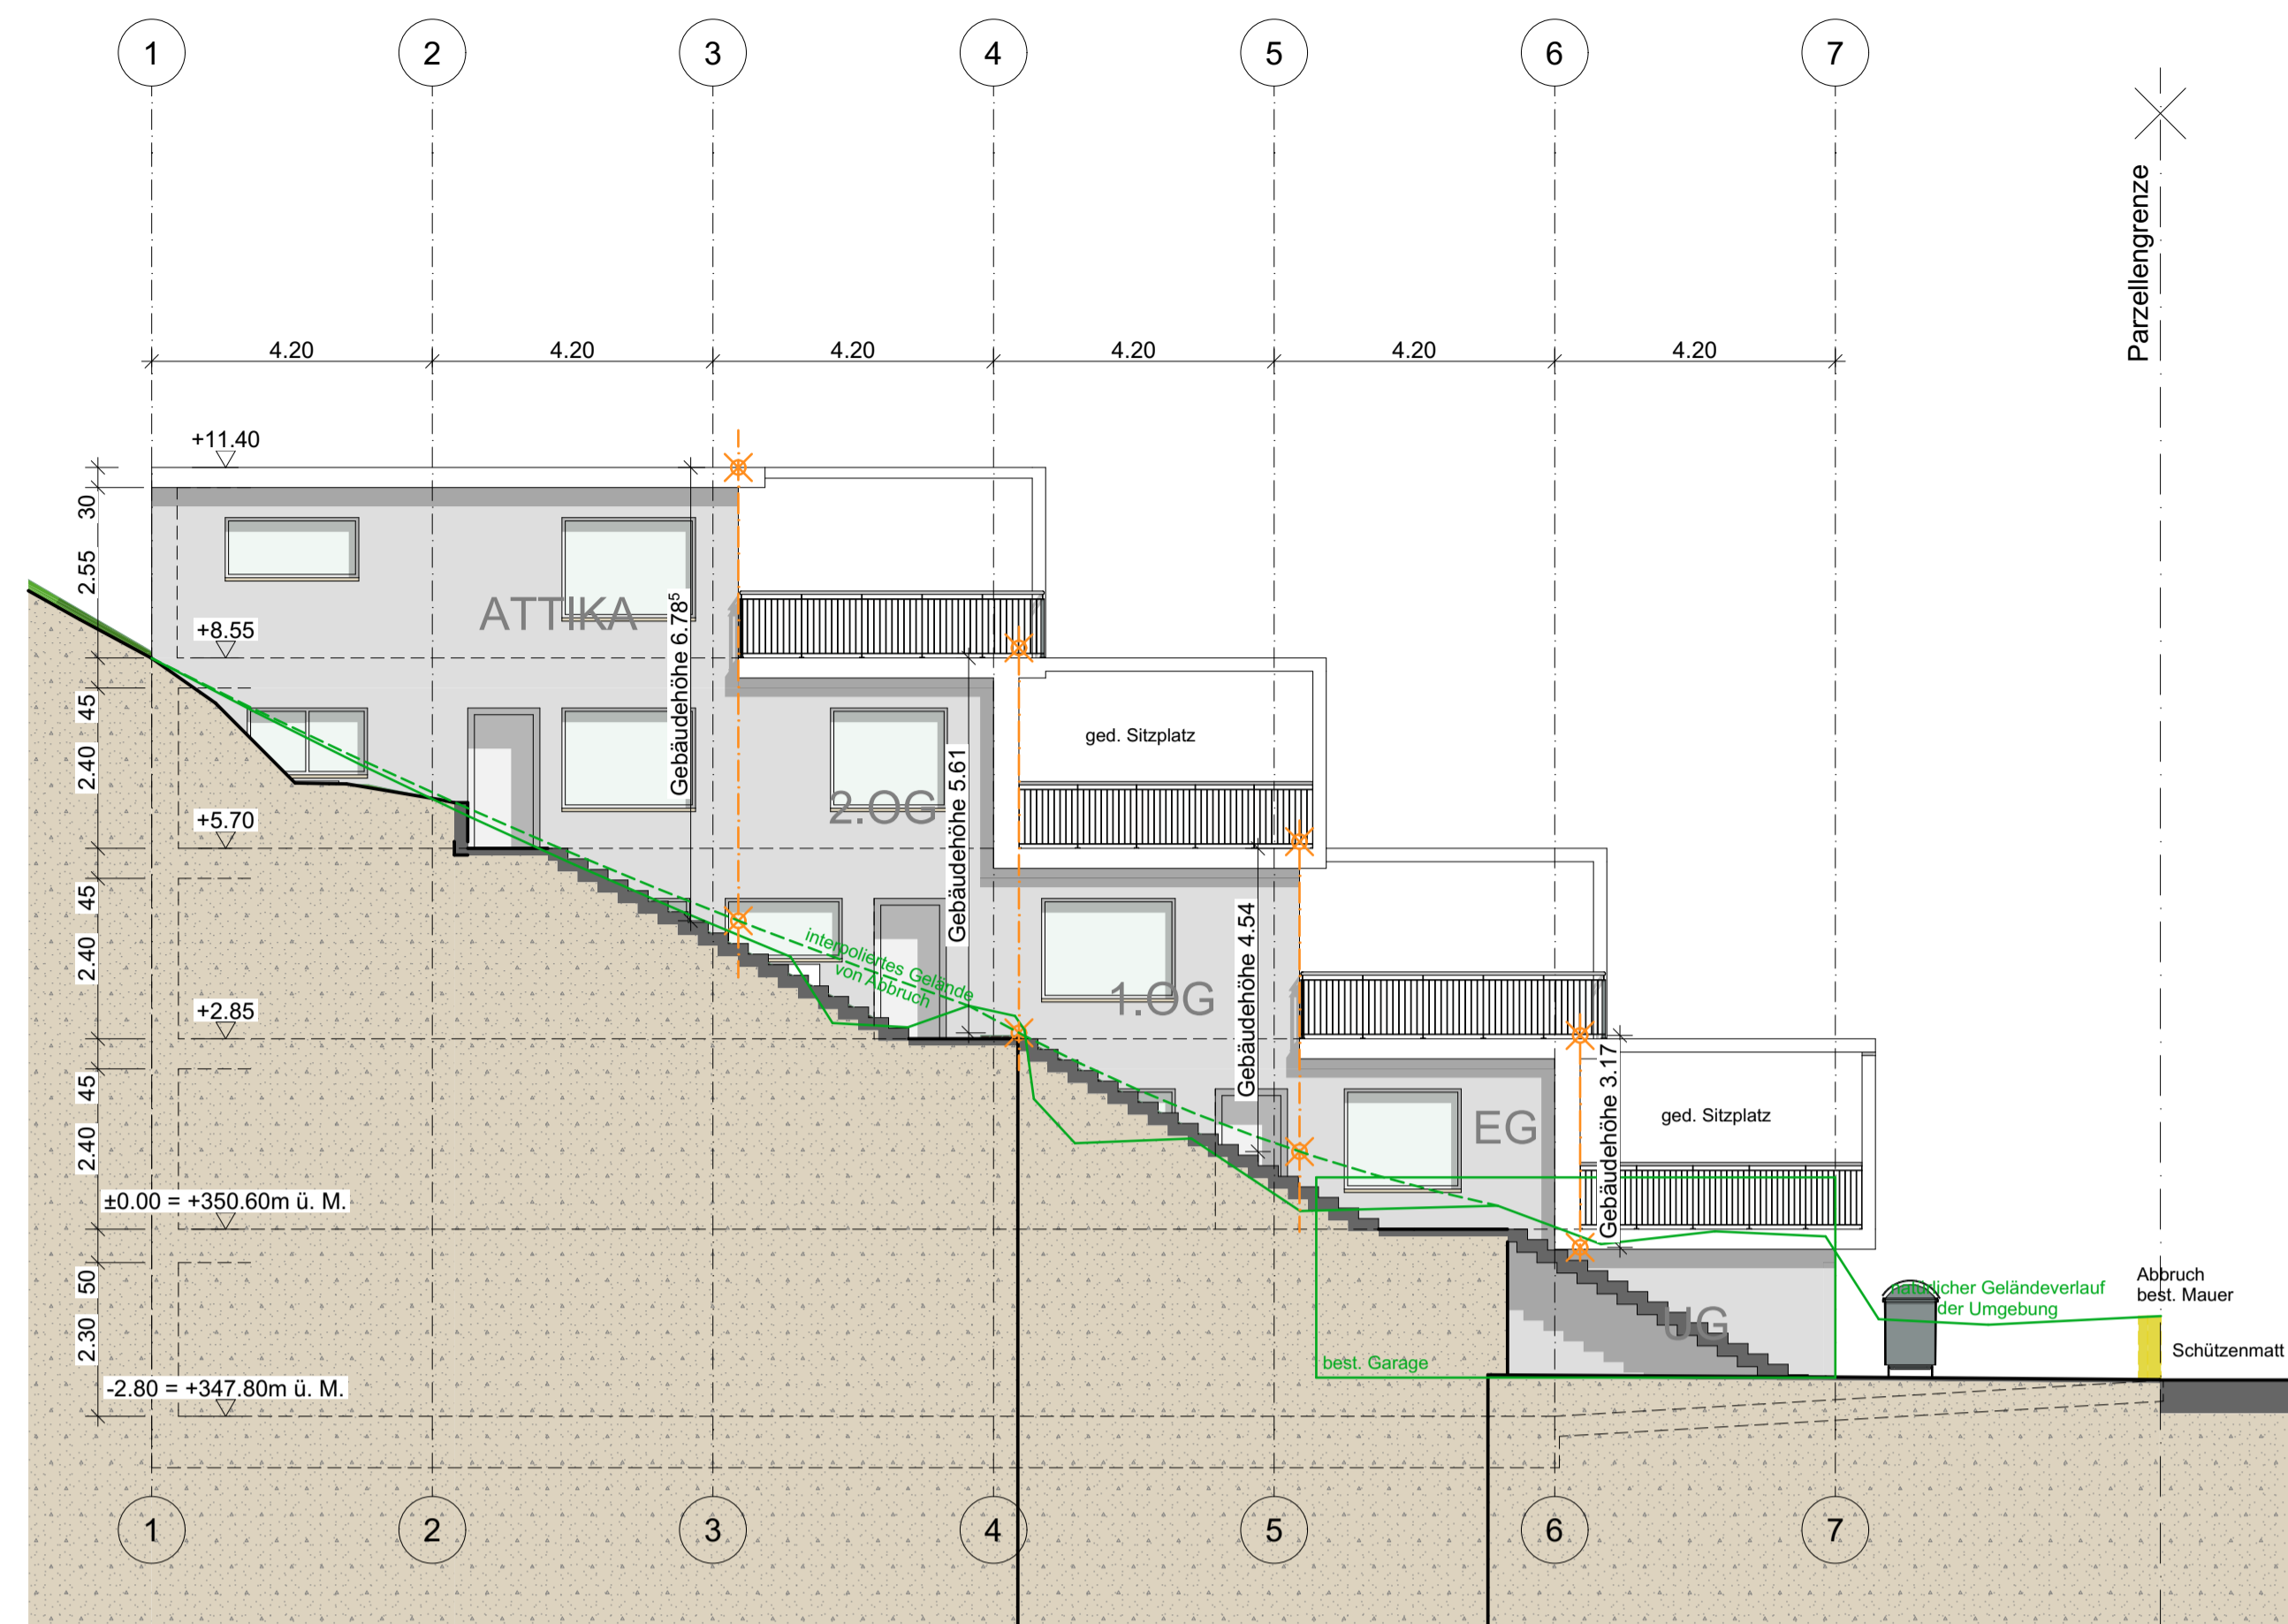 1 2 3 4 5 6 7
Parzellengrenze
4.20 4.20 4.20 4.20 4.20 4.20
+11.40
30
2.55
ATTIKA
Gebäudehöhe 6.78⁵
+8.55
45
ged. Sitzplatz
2.40
2.OG
Gebäudehöhe 5.61
+5.70
45
2.40
interpoliertes Gelände
von Abbruch
1.OG
Gebäudehöhe 4.54
+2.85
45
2.40
EG
Gebäudehöhe 3.17
ged. Sitzplatz
±0.00 = +350.60m ü. M.
50
2.30
UG
natürlicher Geländeverlauf
der Umgebung
Abbruch
best. Mauer
Schützenmatt
best. Garage
-2.80 = +347.80m ü. M.
1 2 3 4 5 6 7